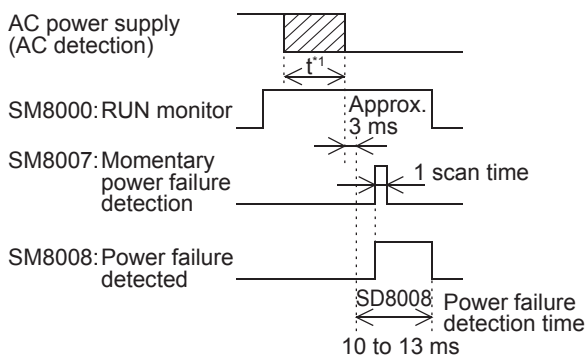 AC power supply
(AC detection)
t*1
SM8000: RUN monitor
Approx.
3 ms
SM8007: Momentary
power failure
detection
1 scan time
SM8008: Power failure
detected
SD8008
Power failure
detection time
10 to 13 ms